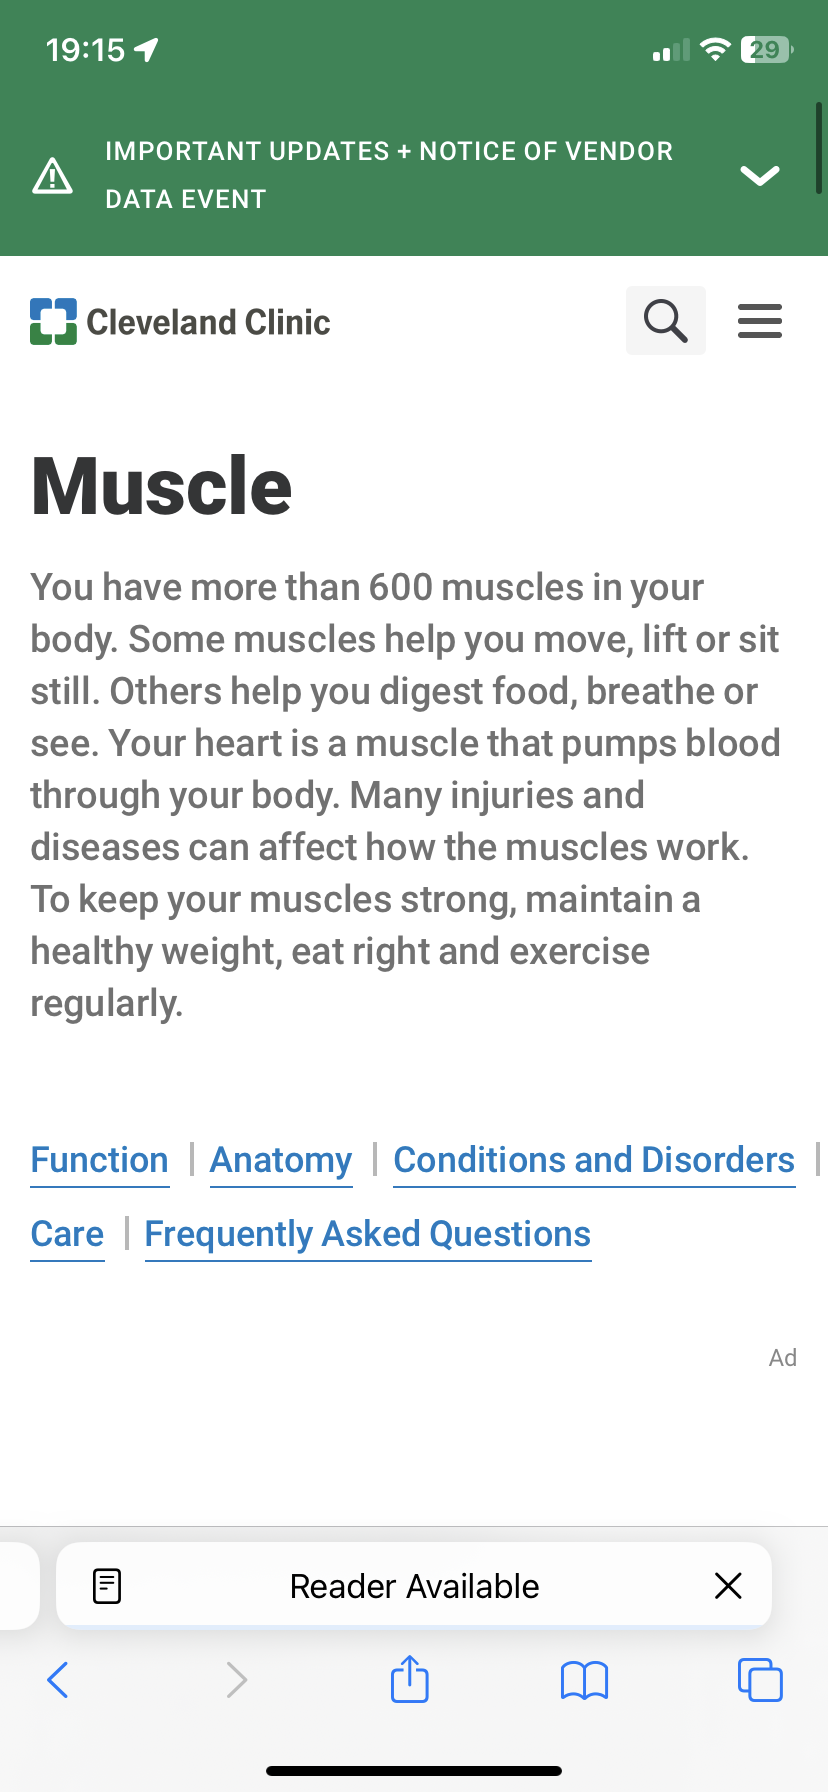 19:15
29
IMPORTANT UPDATES + NOTICE OF VENDOR
DATA EVENT
Cleveland Clinic
Muscle
You have more than 600 muscles in your
body. Some muscles help you move, lift or sit
still. Others help you digest food, breathe or
see. Your heart is a muscle that pumps blood
through your body. Many injuries and
diseases can affect how the muscles work.
To keep your muscles strong, maintain a
healthy weight, eat right and exercise
regularly.
Function | Anatomy | Conditions and Disorders |
Care | Frequently Asked Questions
Ad
Reader Available